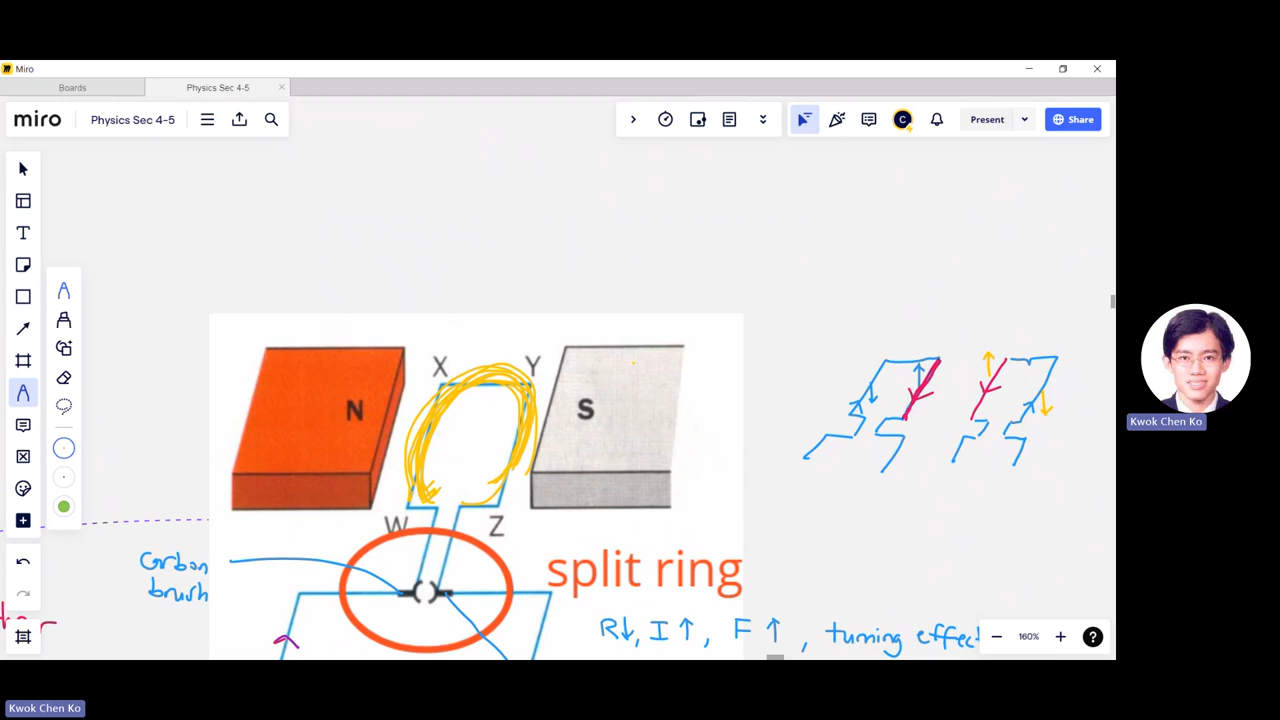 Miro
Boards
Physics Sec 4-5
miro
Physics Sec 4-5
C
Present
Share
X
Y
N
S
W
Z
Carbon
brush
split ring
R↓, I↑, F↑, turning effec
160%
Kwok Chen Ko
Kwok Chen Ko